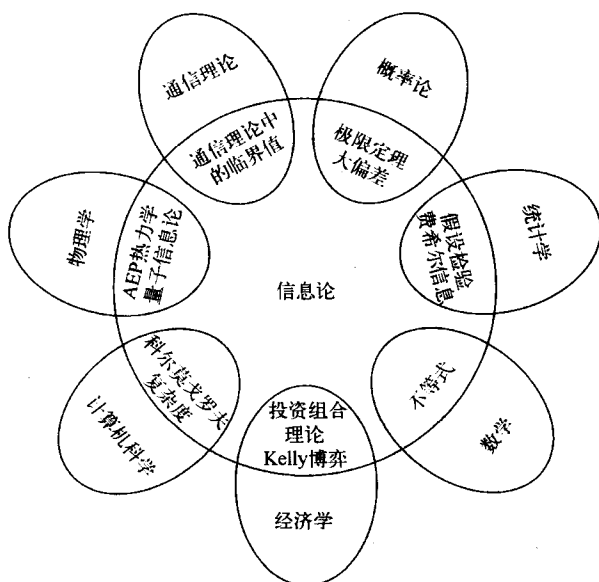 通信理论
通信理论中
的临界值
概率论
极限定理
大偏差
物理学
AEP热力学
量子信息论
统计学
假设检验
费希尔信息
信息论
计算机科学
科尔莫戈罗夫
复杂度
投资组合
理论
Kelly博弈
经济学
不等式
数学